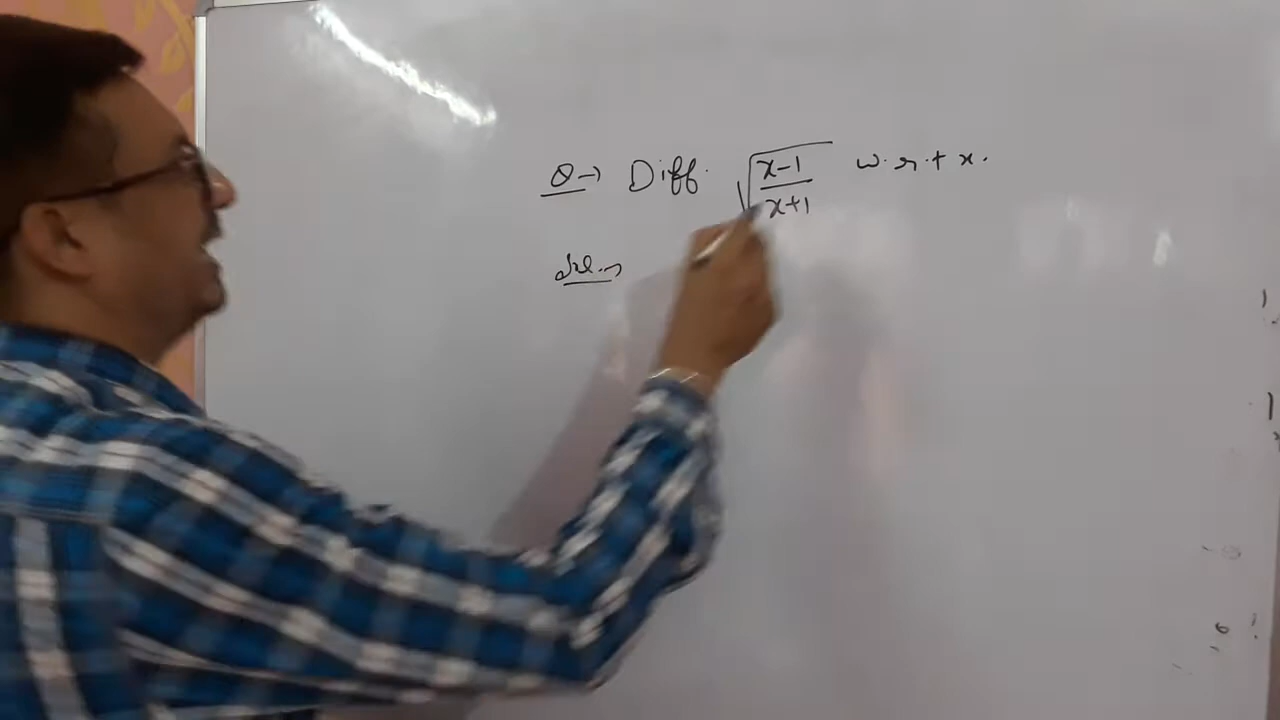 Q→ Diff. √(x-1)/(x+1) w.r.t x.
Sol.→